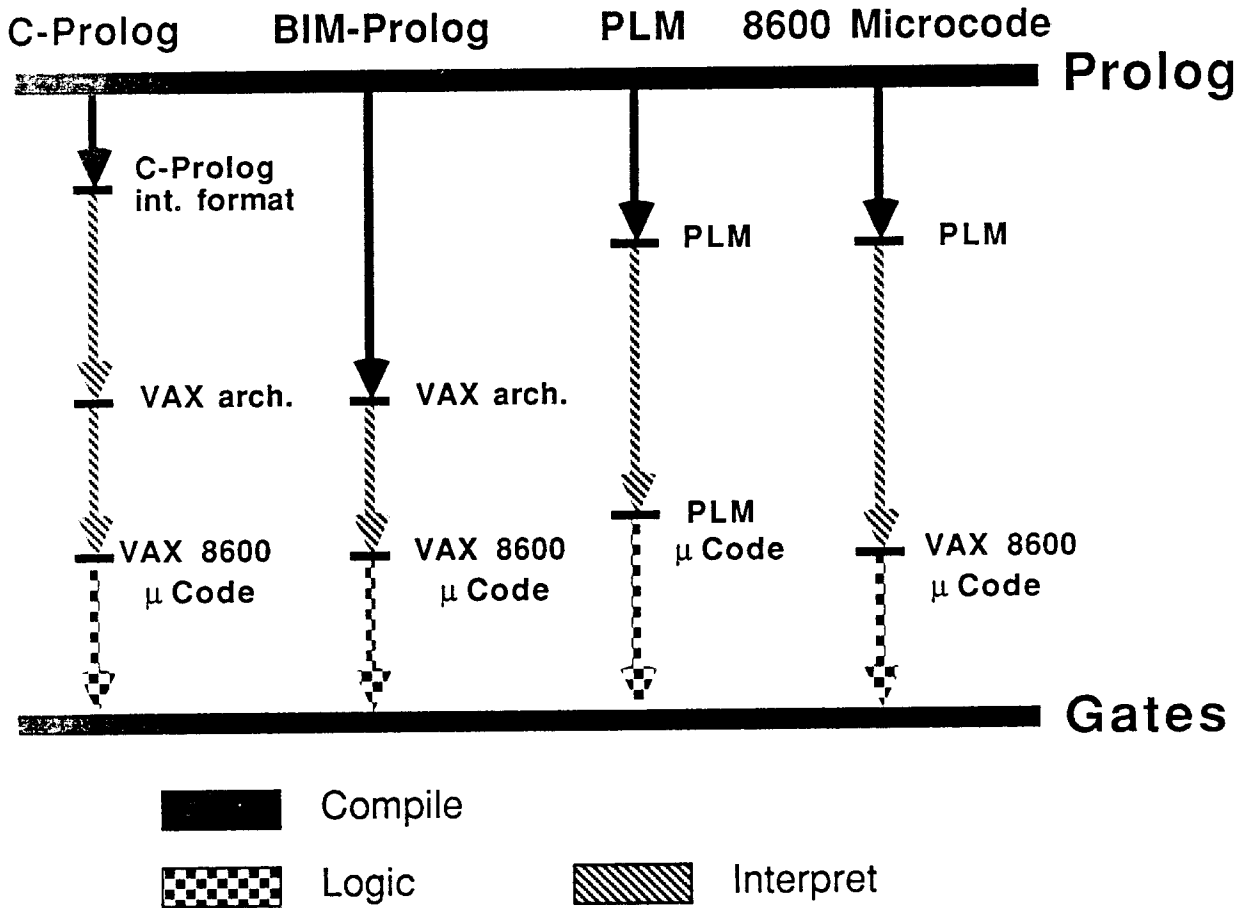 C-Prolog BIM-Prolog PLM 8600 Microcode
Prolog
C-Prolog
int. format
PLM
PLM
VAX arch.
VAX arch.
PLM
μ Code
VAX 8600
μ Code
VAX 8600
μ Code
VAX 8600
μ Code
Gates
Compile
Logic
Interpret